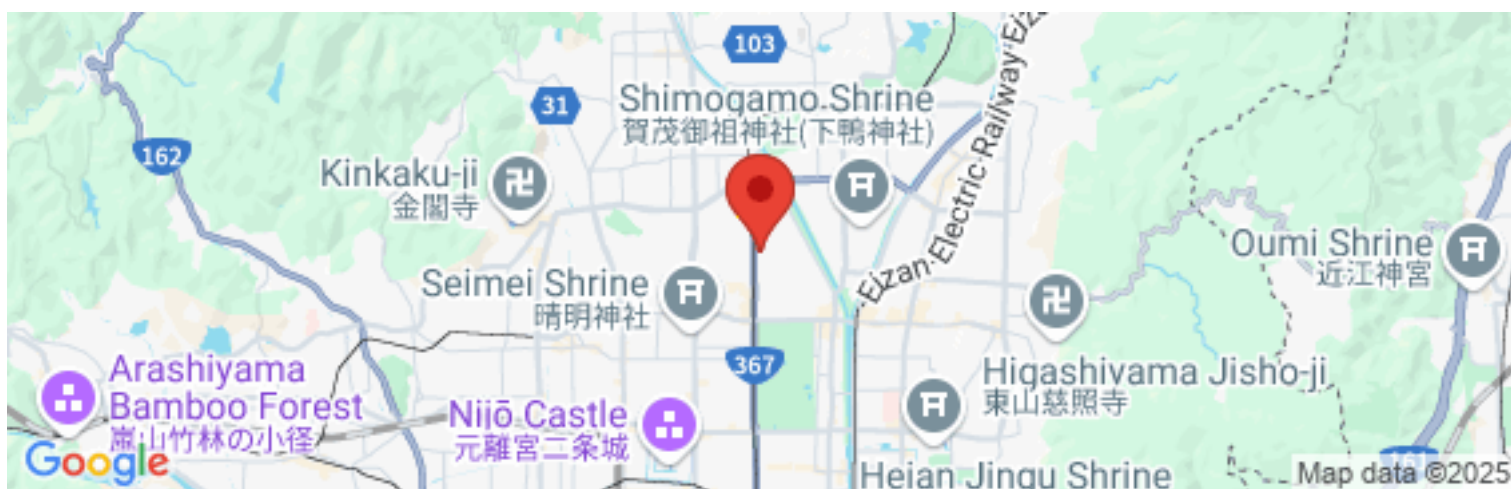 103
31
Shimogamo Shrine
賀茂御祖神社(下鴨神社)
162
Kinkaku-ji
金閣寺
Eizan Electric Railway Eiza
Oumi Shrine
近江神宮
Seimei Shrine
晴明神社
367
Arashiyama
Bamboo Forest
嵐山竹林の小径
Nijō Castle
元離宮二条城
Higashiyama Jisho-ji
東山慈照寺
Heian Jingu Shrine
161
Google
Map data ©2025